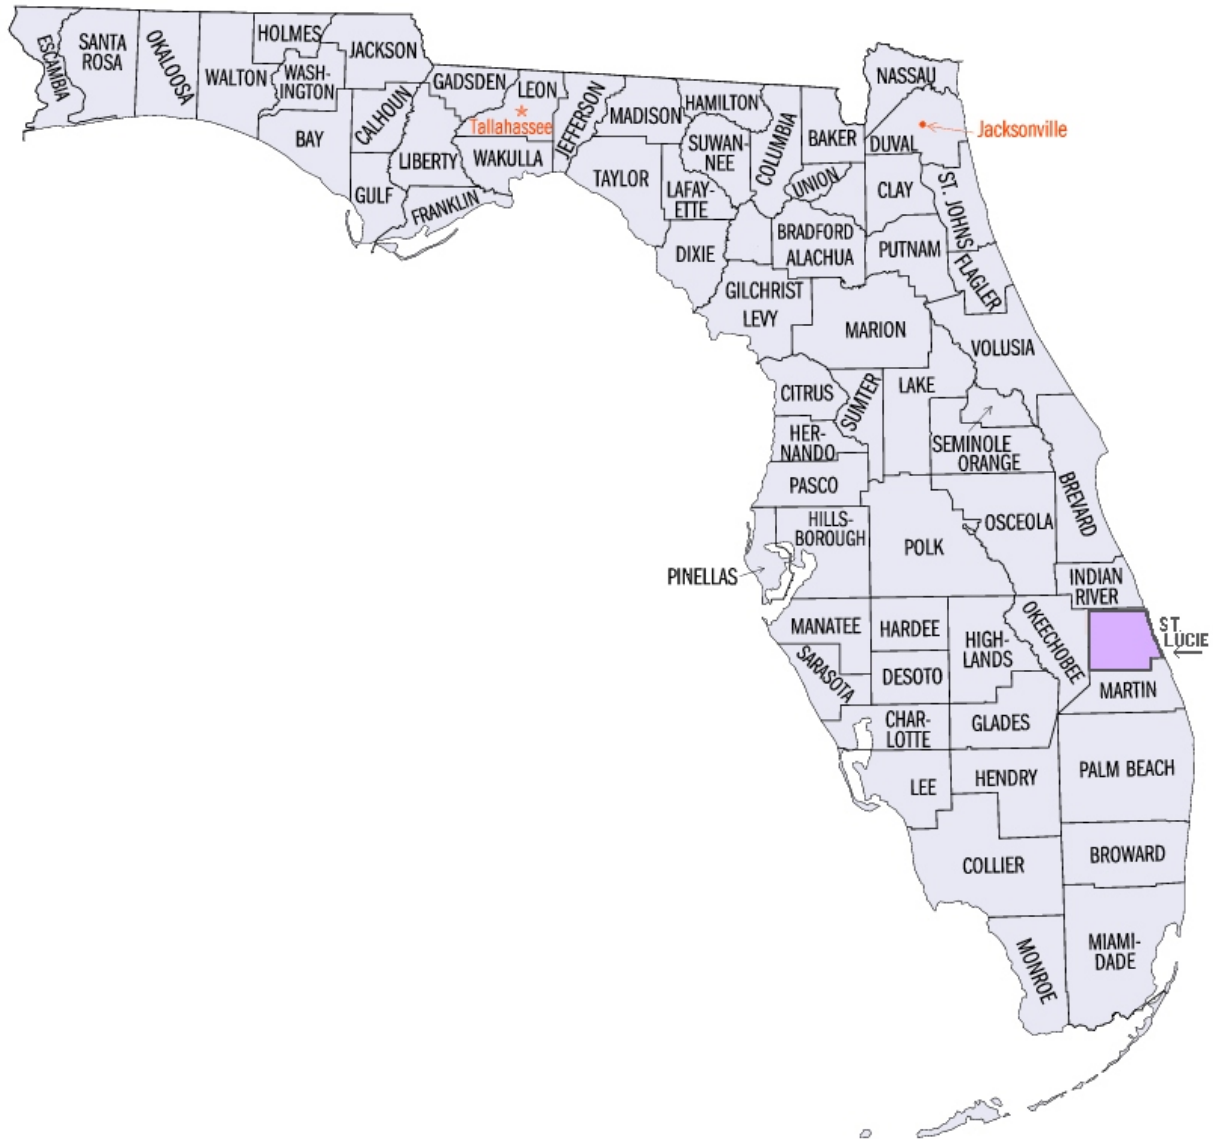 ESCAMBIA
SANTA
ROSA
OKALOOSA
WALTON
HOLMES
WASH-
INGTON
JACKSON
BAY
CALHOUN
GULF
GADSDEN
LIBERTY
FRANKLIN
LEON
Tallahassee
WAKULLA
JEFFERSON
MADISON
TAYLOR
HAMILTON
SUWAN-
NEE
LAFAY-
ETTE
DIXIE
COLUMBIA
BAKER
UNION
NASSAU
DUVAL
Jacksonville
CLAY
ST. JOHNS
BRADFORD
ALACHUA
PUTNAM
FLAGLER
GILCHRIST
LEVY
MARION
VOLUSIA
CITRUS
SUMTER
LAKE
HER-
NANDO
SEMINOLE
ORANGE
PASCO
BREVARD
HILLS-
BOROUGH
POLK
OSCEOLA
PINELLAS
INDIAN
RIVER
MANATEE
HARDEE
HIGH-
LANDS
OKEECHOBEE
ST.
LUCIE
SARASOTA
DESOTO
MARTIN
CHAR-
LOTTE
GLADES
LEE
HENDRY
PALM BEACH
COLLIER
BROWARD
MONROE
MIAMI-
DADE